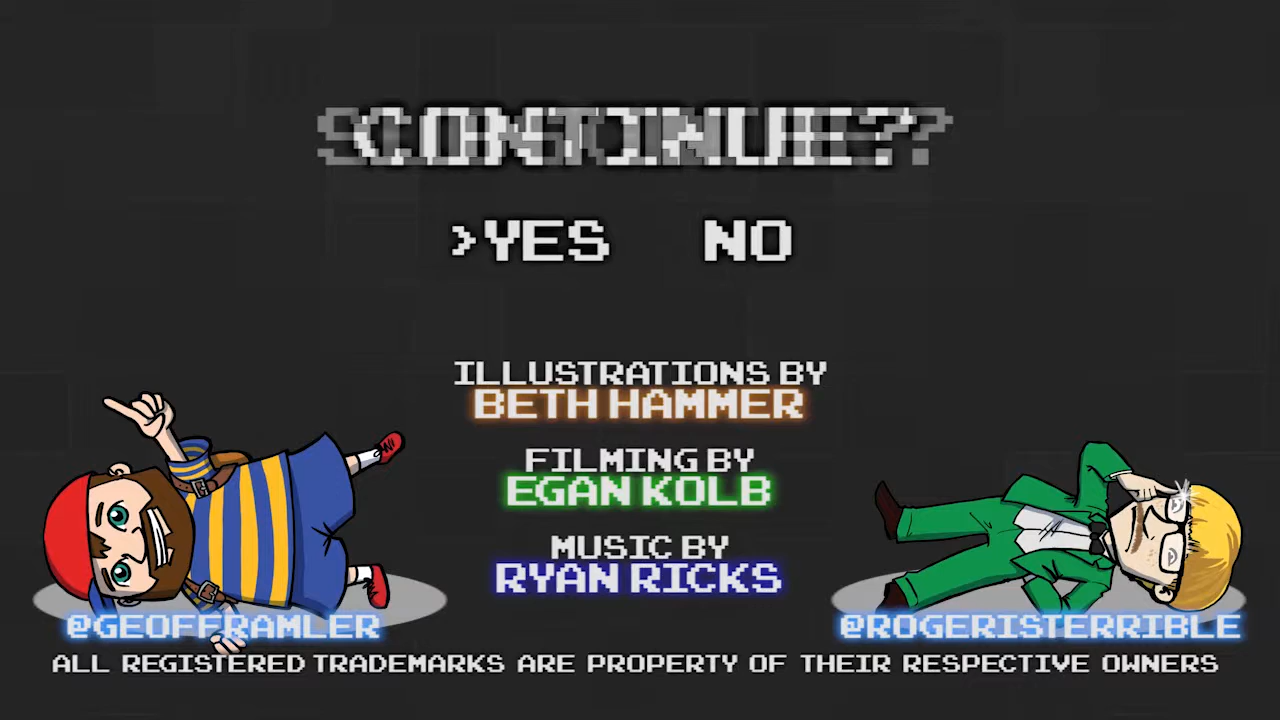 CONTINUE?
>YES NO
ILLUSTRATIONS BY
BETH HAMMER
FILMING BY
EGAN KOLB
MUSIC BY
RYAN RICKS
@GEOFFRAMLER
@ROGERISTERRIBLE
ALL REGISTERED TRADEMARKS ARE PROPERTY OF THEIR RESPECTIVE OWNERS